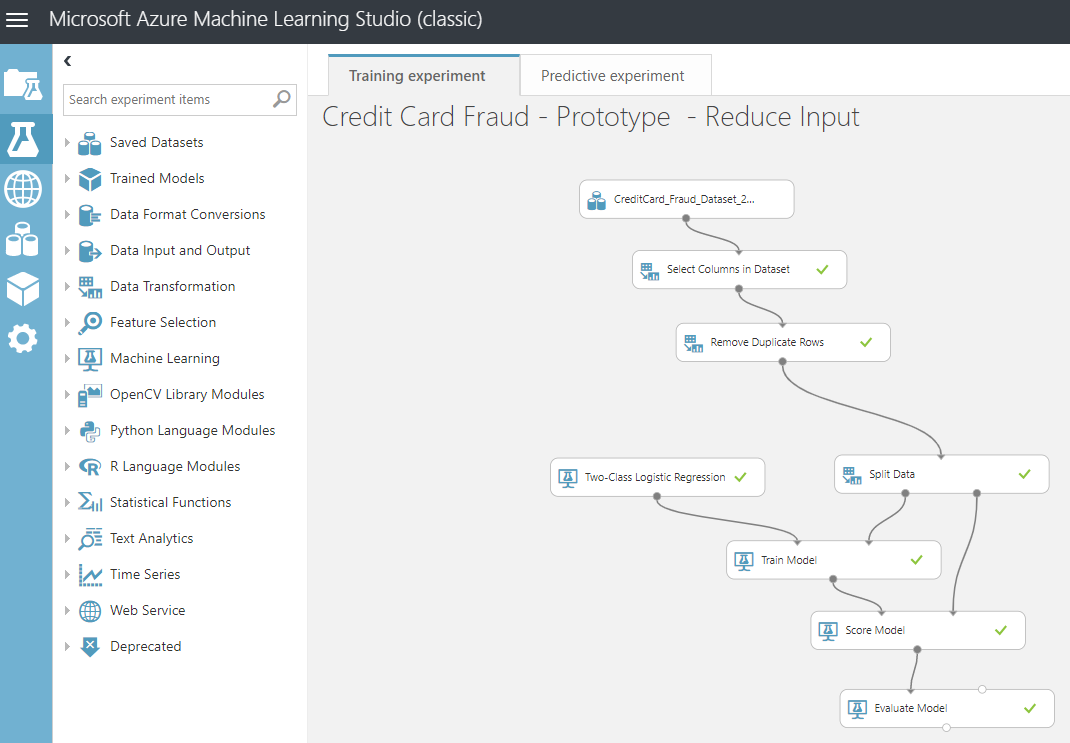 Microsoft Azure Machine Learning Studio (classic)
Search experiment items
Saved Datasets
Trained Models
Data Format Conversions
Data Input and Output
Data Transformation
Feature Selection
Machine Learning
OpenCV Library Modules
Python Language Modules
R Language Modules
Statistical Functions
Text Analytics
Time Series
Web Service
Deprecated
Training experiment
Predictive experiment
Credit Card Fraud - Prototype - Reduce Input
CreditCard_Fraud_Dataset_2...
Select Columns in Dataset
Remove Duplicate Rows
Two-Class Logistic Regression
Split Data
Train Model
Score Model
Evaluate Model